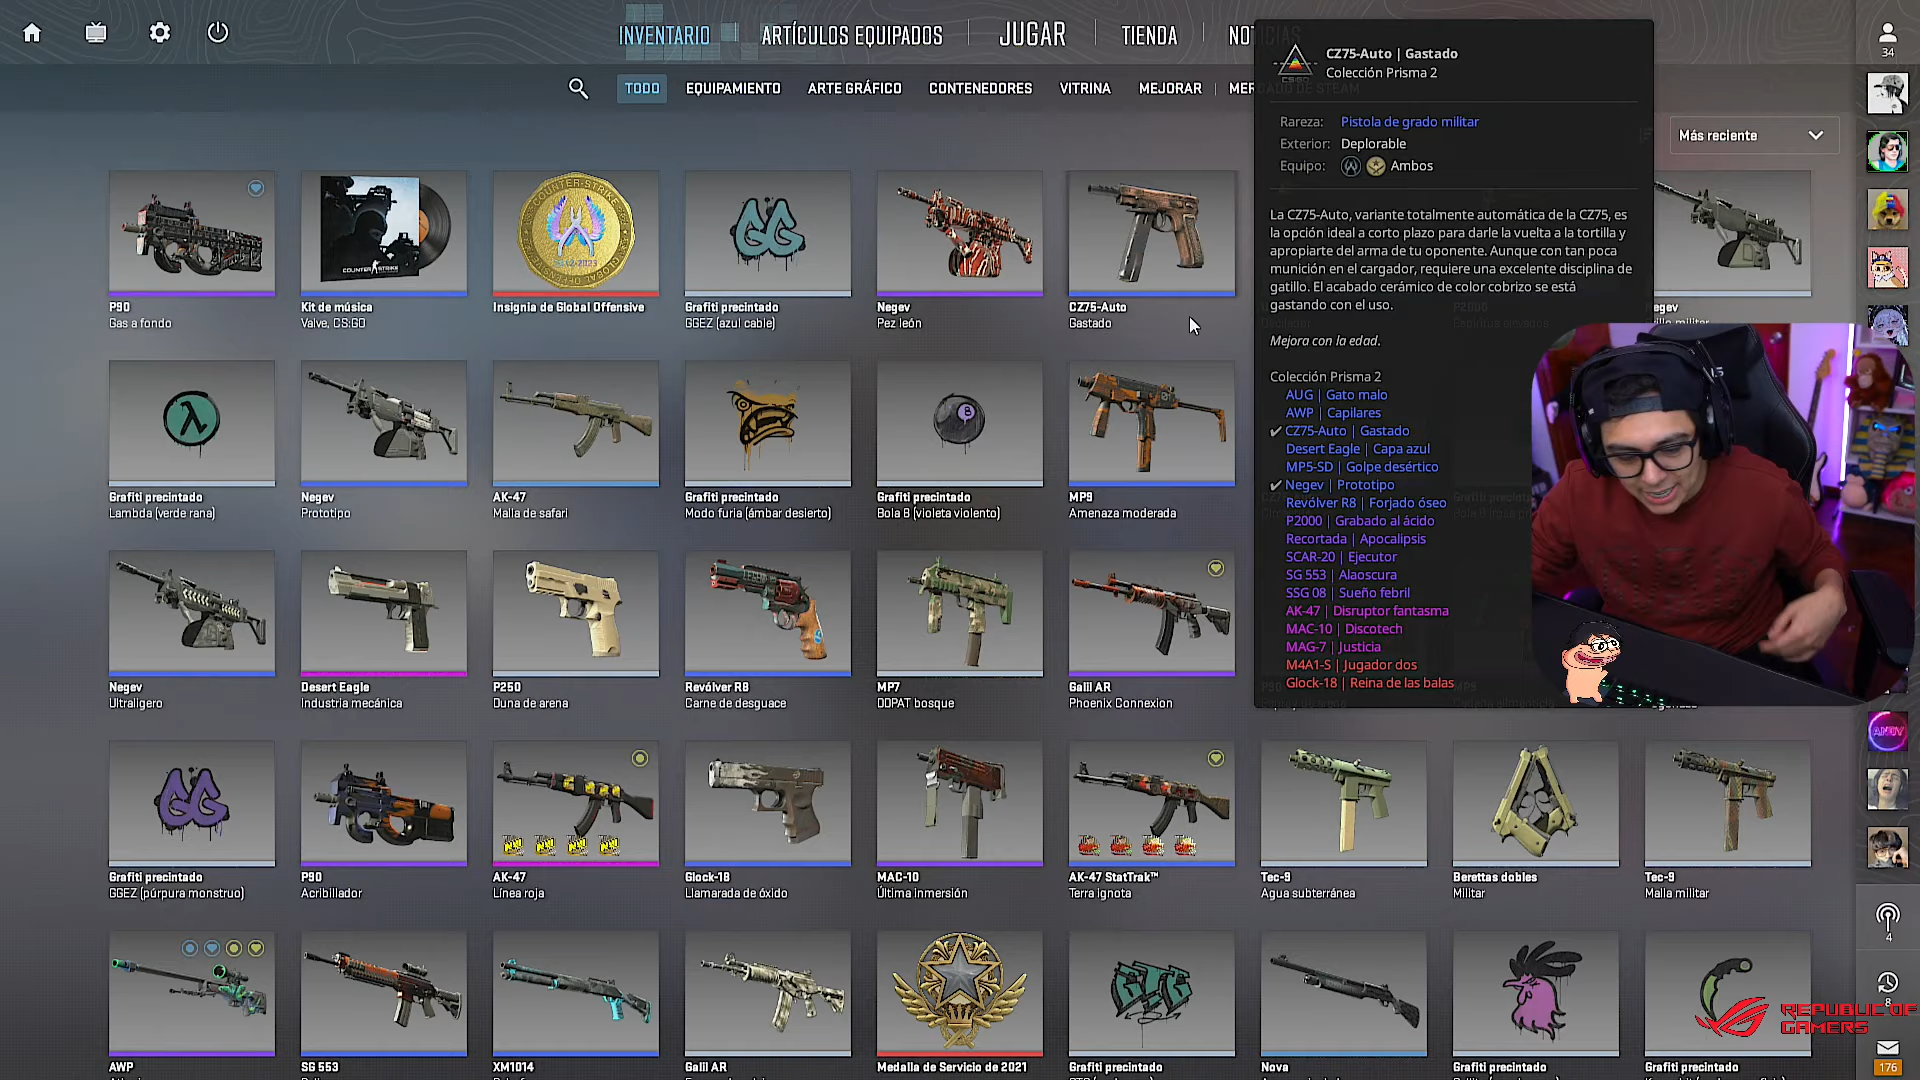 INVENTARIO
ARTÍCULOS EQUIPADOS
JUGAR
TIENDA
34
TODO
EQUIPAMIENTO
ARTE GRÁFICO
CONTENEDORES
VITRINA
MEJORAR
Más reciente
CZ75-Auto | Gastado
Colección Prisma 2
Rareza: Pistola de grado militar
Exterior: Deplorable
Equipo: Ambos
La CZ75-Auto, variante totalmente automática de la CZ75, es
la opción ideal a corto plazo para darle la vuelta a la tortilla y
apropiarte del arma de tu oponente. Aunque con tan poca
munición en el cargador, requiere una excelente disciplina de
gatillo. El acabado cerámico de color cobrizo se está
gastando con el uso.
Mejora con la edad.
Colección Prisma 2
AUG | Gato malo
AWP | Capilares
✔ CZ75-Auto | Gastado
Desert Eagle | Capa azul
MP5-SD | Golpe desértico
✔ Negev | Prototipo
Revólver R8 | Forjado óseo
P2000 | Grabado al ácido
Recortada | Apocalipsis
SCAR-20 | Ejecutor
SG 553 | Alaoscura
SSG 08 | Sueño febril
AK-47 | Disruptor fantasma
MAC-10 | Discotech
MAG-7 | Justicia
M4A1-S | Jugador dos
Glock-18 | Reina de las balas
P90
Gas a fondo
COUNTER STRIKE
Kit de música
Valve, CS:GO
Insignia de Global Offensive
Grafiti precintado
GGEZ (azul cable)
Negev
Pez león
CZ75-Auto
Gastado
Grafiti precintado
Lambda (verde rana)
Negev
Prototipo
AK-47
Malla de safari
Grafiti precintado
Modo furia (ámbar desierto)
Grafiti precintado
Bola 8 (violeta violento)
MP9
Amenaza moderada
Negev
Ultraligero
Desert Eagle
Industria mecánica
P250
Duna de arena
Revólver R8
Carne de desguace
MP7
DDPAT bosque
Galil AR
Phoenix Connexion
Grafiti precintado
GGEZ (púrpura monstruo)
P90
Acribillador
AK-47
Línea roja
Glock-18
Llamarada de óxido
MAC-10
Última inmersión
AK-47 StatTrak™
Terra ignota
Tec-9
Agua subterránea
Berettas dobles
Militar
Tec-9
Malla militar
AWP
SG 553
XM1014
Galil AR
Medalla de Servicio de 2021
Grafiti precintado
Nova
Grafiti precintado
Grafiti precintado
ANDY
4
8
REPUBLIC OF
GAMERS
176